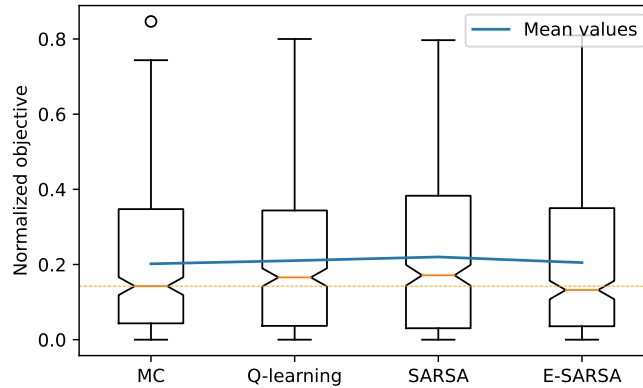 Mean values
Normalized objective
0.8
0.6
0.4
0.2
0.0
MC
Q-learning
SARSA
E-SARSA